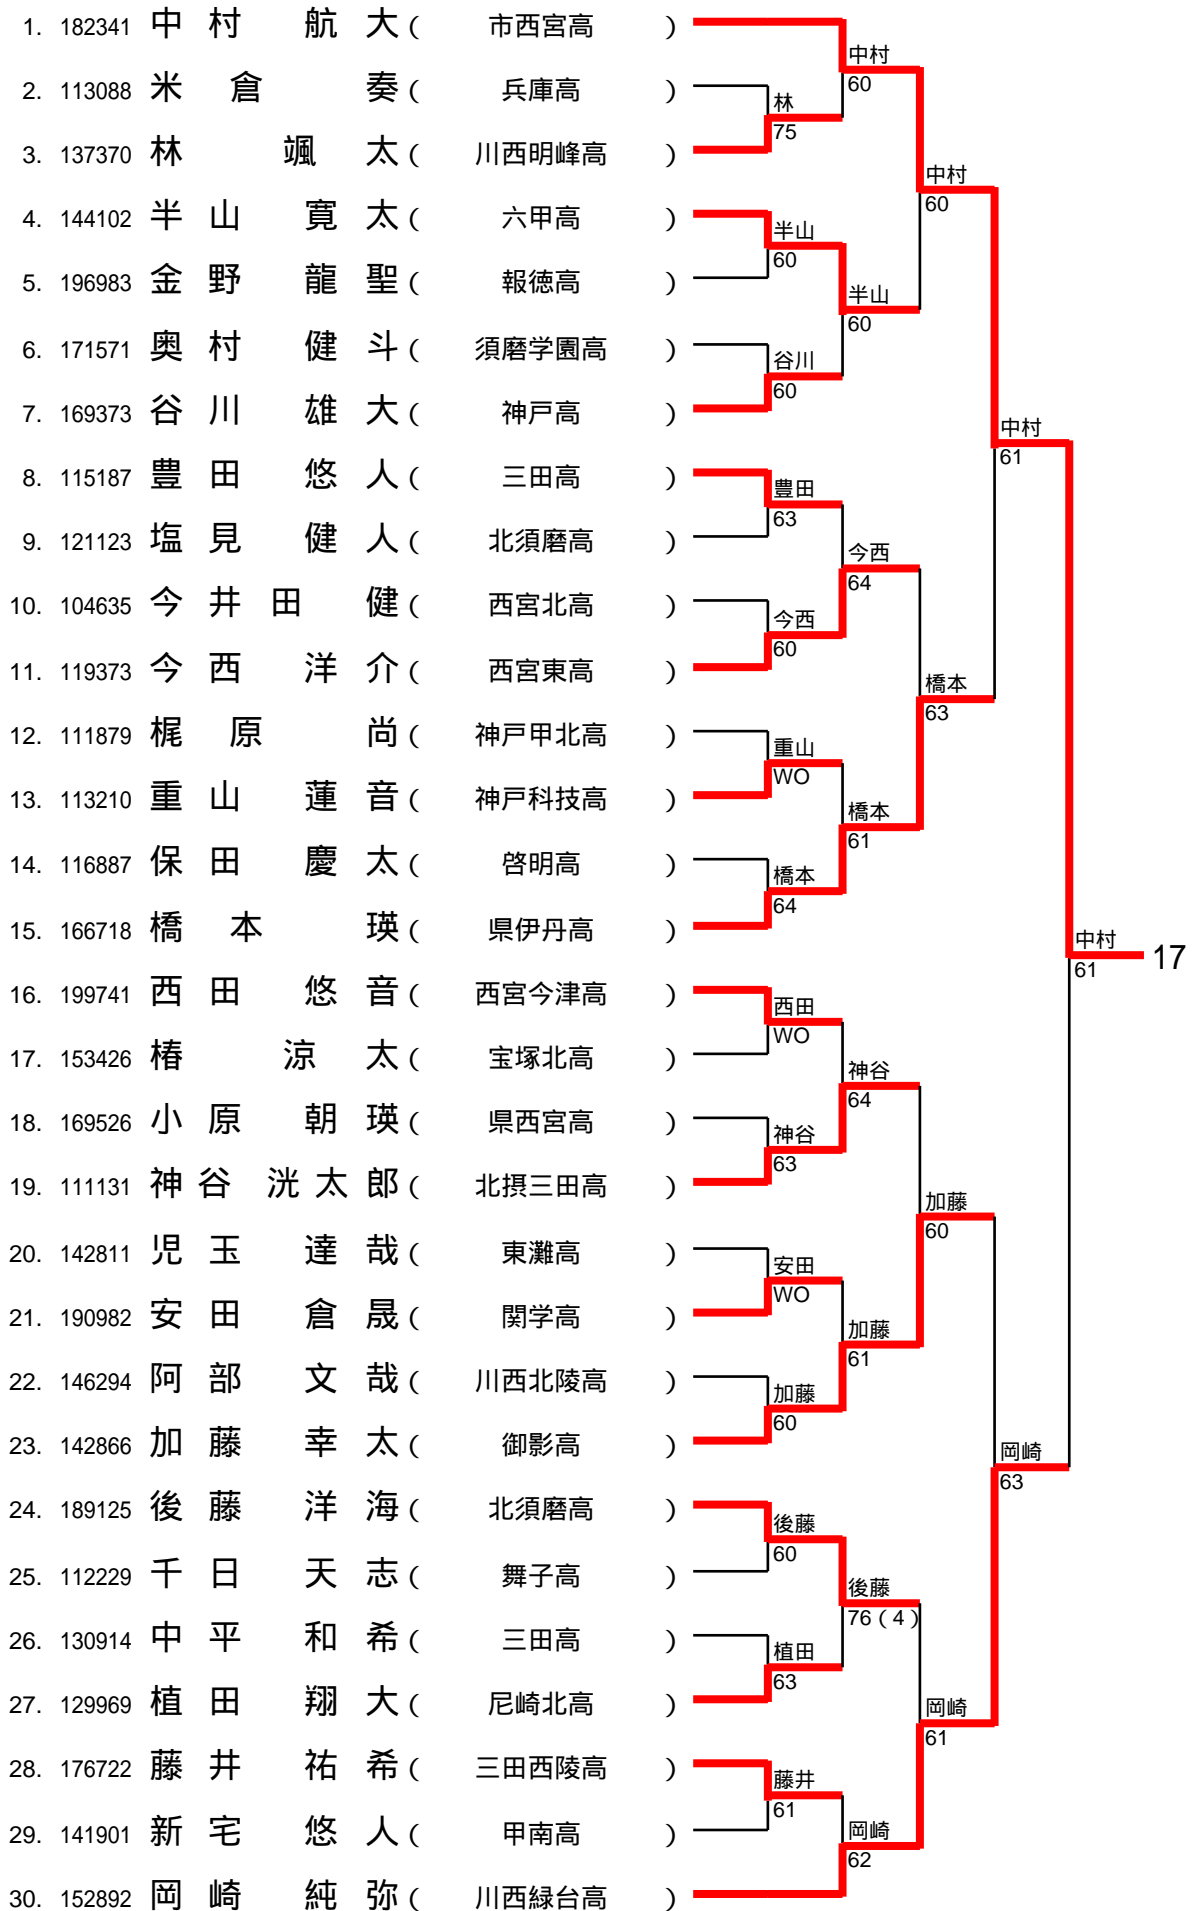 1. 182341 中村 航大 ( 市西宮高 )
中村
60
2. 113088 米倉 奏 ( 兵庫高 )
林
75
3. 137370 林 颯太 ( 川西明峰高 )
中村
60
4. 144102 半山 寛太 ( 六甲高 )
半山
60
5. 196983 金野 龍聖 ( 報徳高 )
半山
60
6. 171571 奥村 健斗 ( 須磨学園高 )
谷川
60
7. 169373 谷川 雄大 ( 神戸高 )
中村
61
8. 115187 豊田 悠人 ( 三田高 )
豊田
63
9. 121123 塩見 健人 ( 北須磨高 )
今西
64
10. 104635 今井田 健 ( 西宮北高 )
今西
60
11. 119373 今西 洋介 ( 西宮東高 )
橋本
63
12. 111879 梶原 尚 ( 神戸甲北高 )
重山
WO
13. 113210 重山 蓮音 ( 神戸科技高 )
橋本
61
14. 116887 保田 慶太 ( 啓明高 )
橋本
64
15. 166718 橋本 瑛 ( 県伊丹高 )
中村
61
17
16. 199741 西田 悠音 ( 西宮今津高 )
西田
WO
17. 153426 椿 涼太 ( 宝塚北高 )
神谷
64
18. 169526 小原 朝瑛 ( 県西宮高 )
神谷
63
19. 111131 神谷 洸太郎 ( 北摂三田高 )
加藤
60
20. 142811 児玉 達哉 ( 東灘高 )
安田
WO
21. 190982 安田 倉晟 ( 関学高 )
加藤
61
22. 146294 阿部 文哉 ( 川西北陵高 )
加藤
60
23. 142866 加藤 幸太 ( 御影高 )
岡崎
63
24. 189125 後藤 洋海 ( 北須磨高 )
後藤
60
25. 112229 千日 天志 ( 舞子高 )
後藤
76(4)
26. 130914 中平 和希 ( 三田高 )
植田
63
27. 129969 植田 翔大 ( 尼崎北高 )
岡崎
61
28. 176722 藤井 祐希 ( 三田西陵高 )
藤井
61
29. 141901 新宅 悠人 ( 甲南高 )
岡崎
62
30. 152892 岡崎 純弥 ( 川西緑台高 )